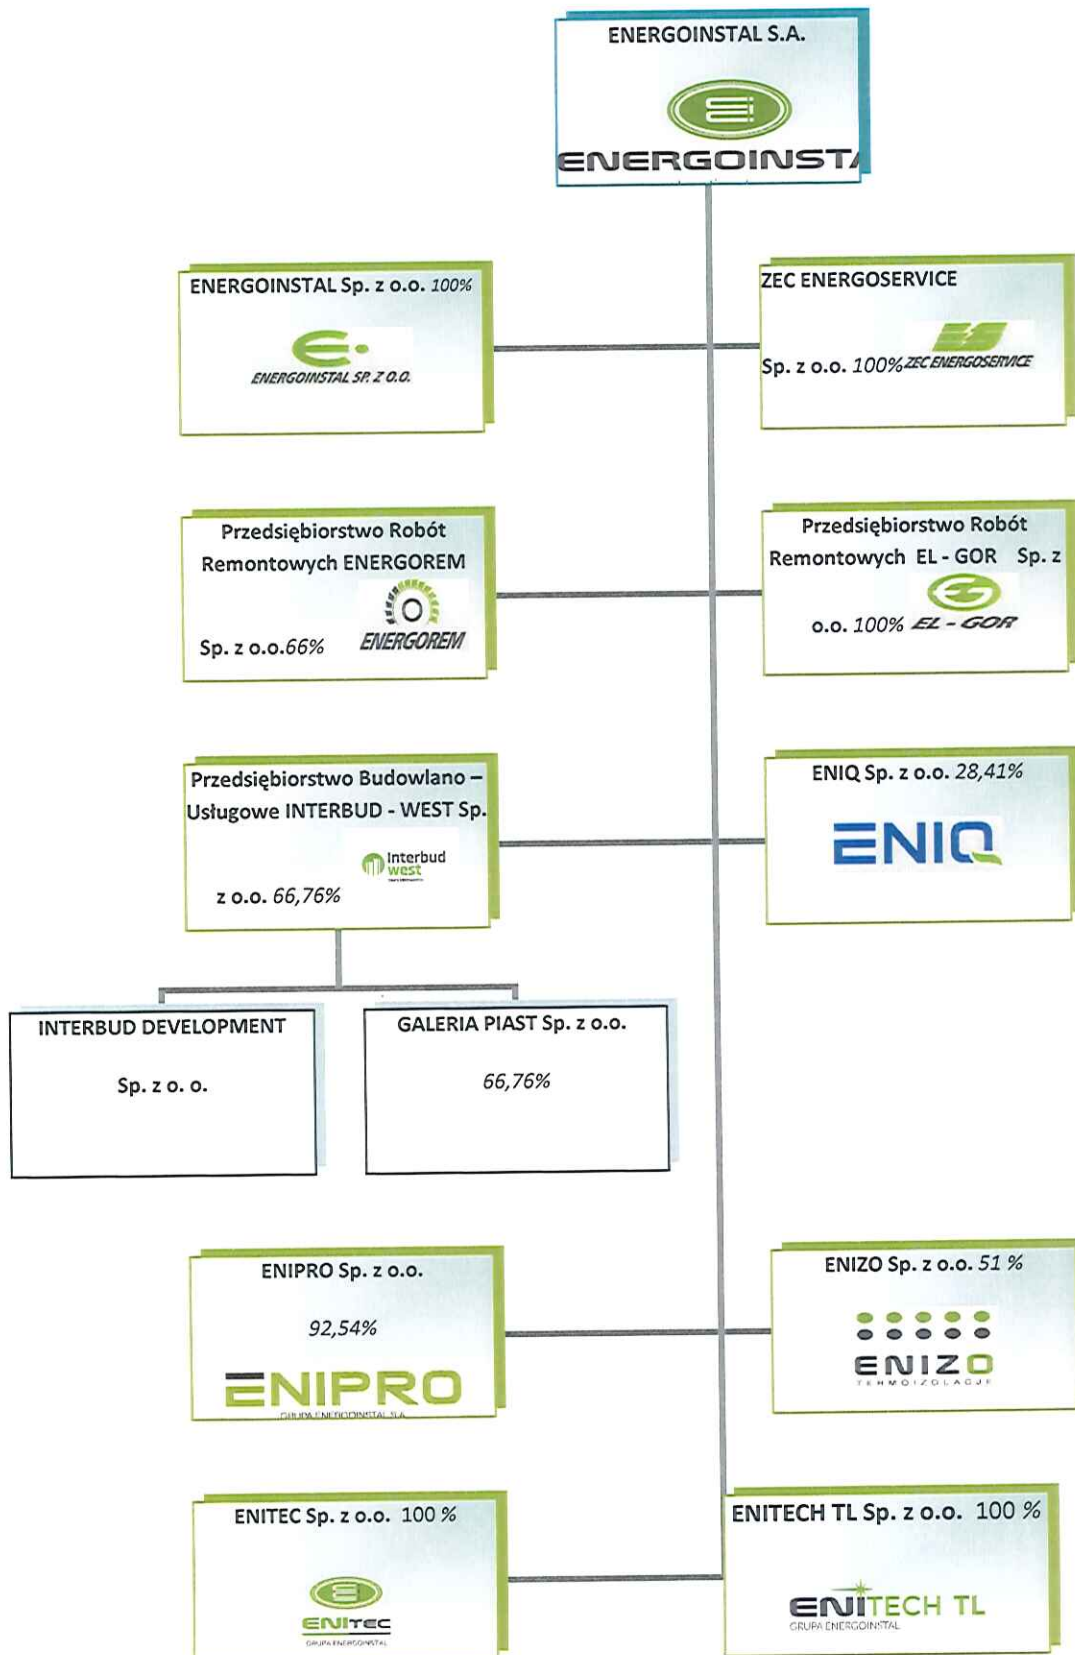 ENERGOINSTAL S.A.
ENERGOINSTA
ENERGOINSTAL Sp. z o.o. 100%
ENERGOINSTAL SP. Z O.O.
ZEC ENERGOSERVICE
Sp. z o.o. 100% ZEC ENERGOSERVICE
Przedsiębiorstwo Robót
Remontowych ENERGOREM
Sp. z o.o.66%
ENERGOREM
Przedsiębiorstwo Robót
Remontowych EL - GOR Sp. z
o.o. 100% EL - GOR
Przedsiębiorstwo Budowlano –
Usługowe INTERBUD - WEST Sp.
interbud
west
z o.o. 66,76%
ENIQ Sp. z o.o. 28,41%
ENIQ
INTERBUD DEVELOPMENT
Sp. z o. o.
GALERIA PIAST Sp. z o.o.
66,76%
ENIPRO Sp. z o.o.
92,54%
ENIPRO
GRUPA ENERGOINSTAL S.A.
ENIZO Sp. z o.o. 51 %
ENIZO
TERMOIZOLACJE
ENITEC Sp. z o.o. 100 %
ENITEC
GRUPA ENERGOINSTAL
ENITECH TL Sp. z o.o. 100 %
ENITECH TL
GRUPA ENERGOINSTAL